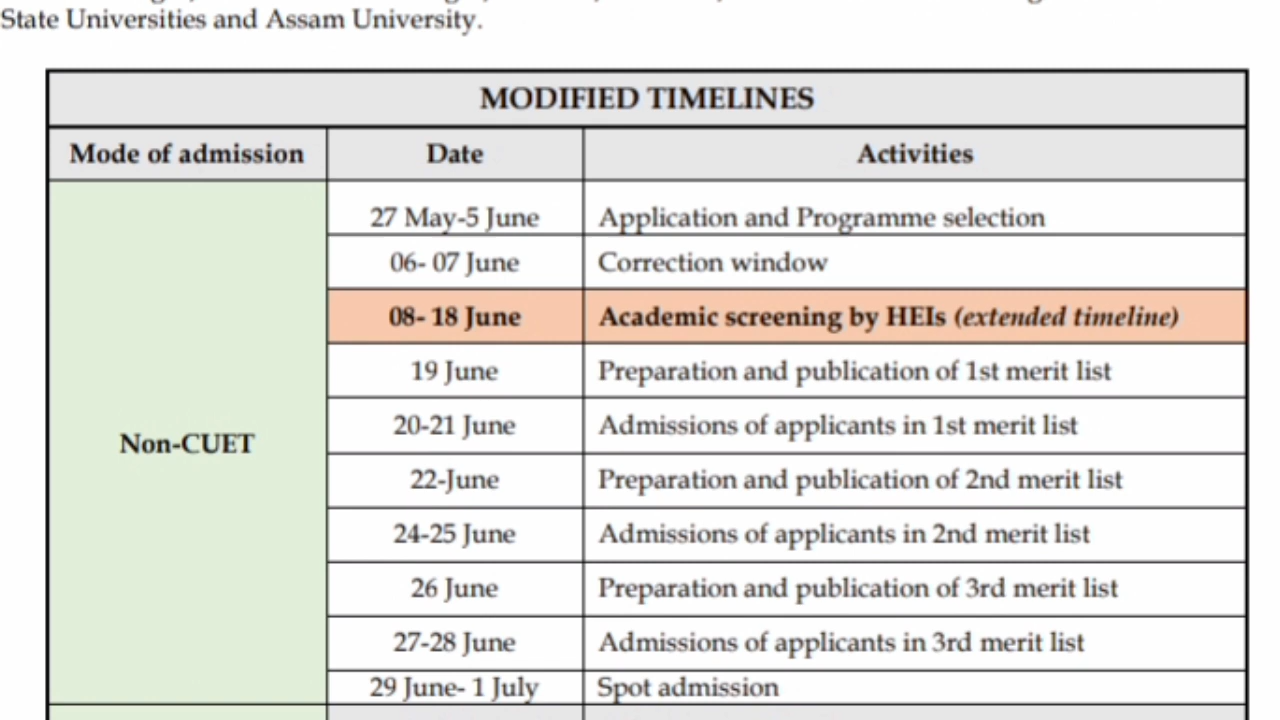 State Universities and Assam University.
MODIFIED TIMELINES
Mode of admission Date Activities
Non-CUET
27 May-5 June Application and Programme selection
06- 07 June Correction window
08- 18 June Academic screening by HEIs (extended timeline)
19 June Preparation and publication of 1st merit list
20-21 June Admissions of applicants in 1st merit list
22-June Preparation and publication of 2nd merit list
24-25 June Admissions of applicants in 2nd merit list
26 June Preparation and publication of 3rd merit list
27-28 June Admissions of applicants in 3rd merit list
29 June- 1 July Spot admission